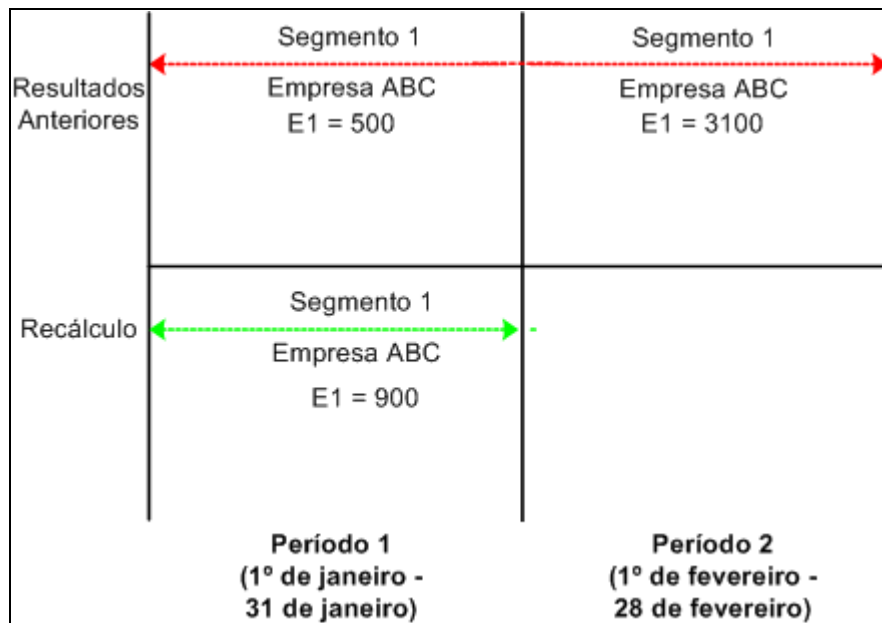 Segmento 1
Segmento 1
Resultados
Anteriores
Empresa ABC
E1 = 500
Empresa ABC
E1 = 3100
Recálculo
Segmento 1
Empresa ABC
E1 = 900
Período 1
(1º de janeiro -
31 de janeiro)
Período 2
(1º de fevereiro -
28 de fevereiro)